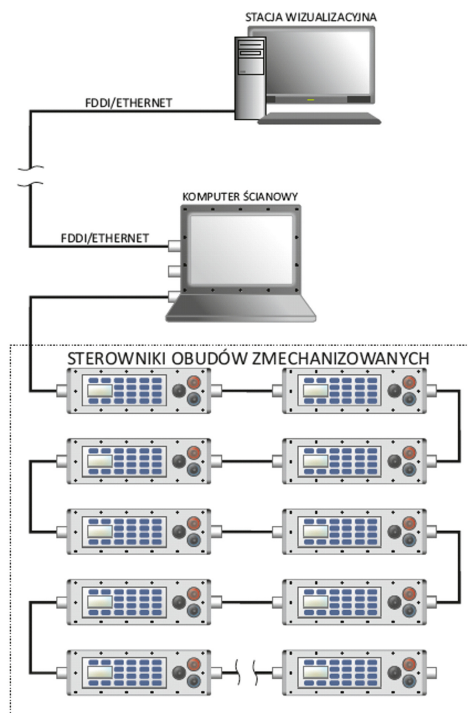 STACJA WIZUALIZACYJNA
FDDI/ETHERNET
KOMPUTER ŚCIANOWY
FDDI/ETHERNET
STEROWNIKI OBUDÓW ZMECHANIZOWANYCH